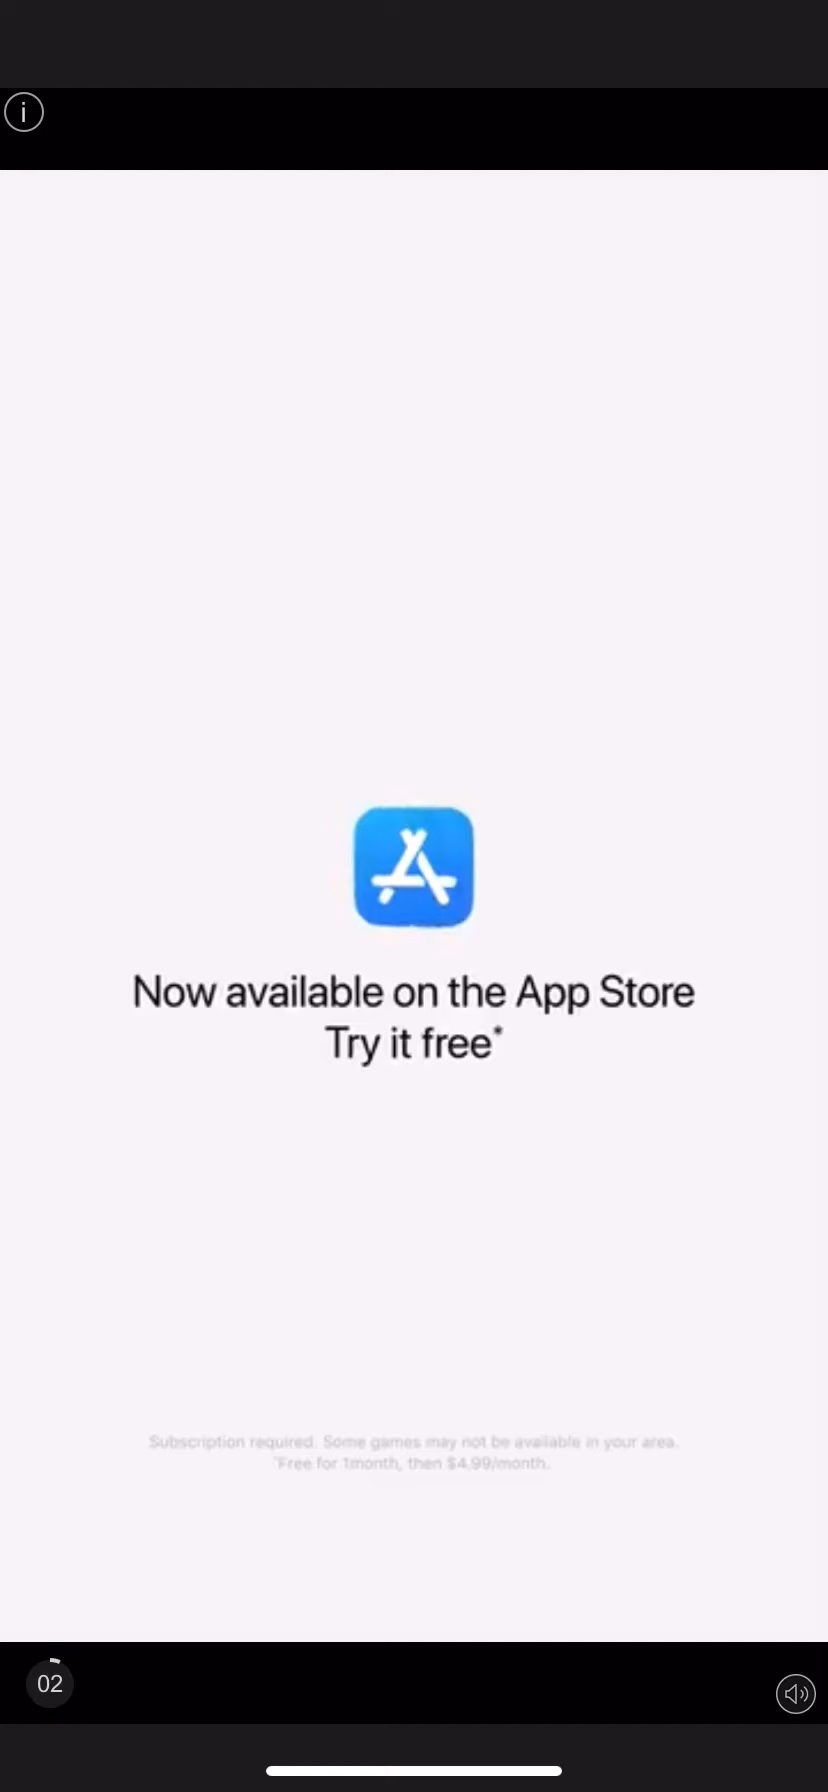 i
Now available on the App Store
Try it free*
Subscription required. Some games may not be available in your area.
*Free for 1month, then $4.99/month.
02